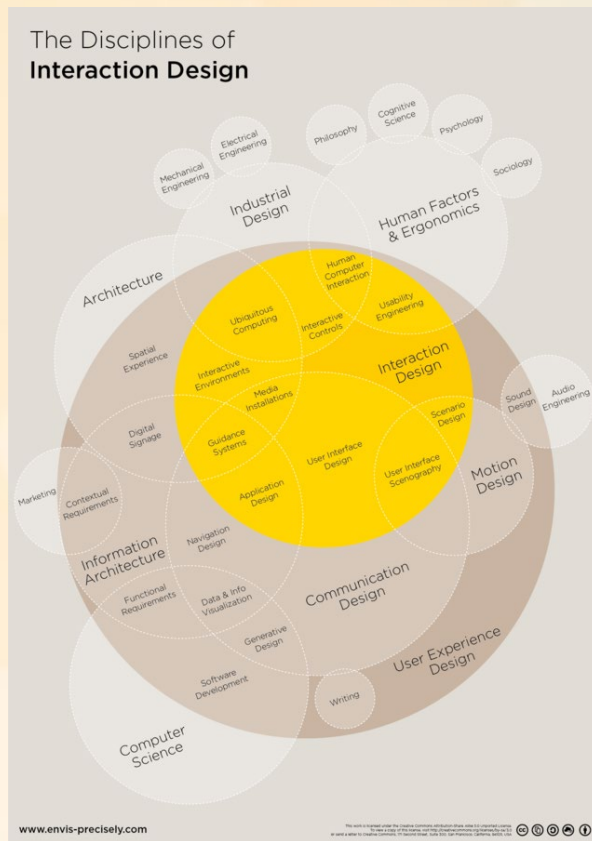 The Disciplines of
Interaction Design
Cognitive
Science
Philosophy
Psychology
Electrical
Engineering
Mechanical
Engineering
Sociology
Industrial
Design
Human Factors
& Ergonomics
Architecture
Human
Computer
Interaction
Ubiquitous
Computing
Interactive
Controls
Usability
Engineering
Spatial
Experience
Interactive
Environments
Interaction
Design
Media
Installations
Sound
Design
Audio
Engineering
Scenario
Design
Digital
Signage
Guidance
Systems
User Interface
Design
User Interface
Scenography
Motion
Design
Marketing
Contextual
Requirements
Application
Design
Navigation
Design
Information
Architecture
Functional
Requirements
Data & Info
Visualization
Communication
Design
Generative
Design
User Experience
Design
Software
Development
Writing
Computer
Science
www.envis-precisely.com